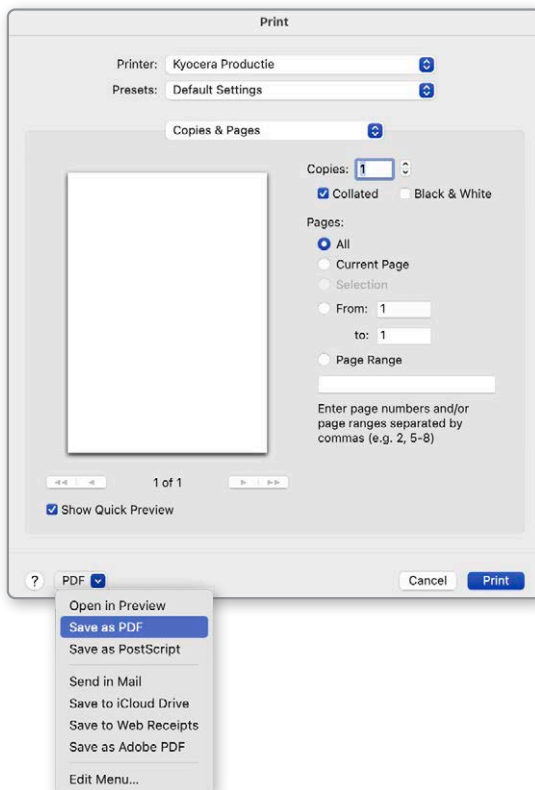 Print
Printer: Kyocera Productie
Presets: Default Settings
Copies & Pages
Copies: 1
Collated Black & White
Pages:
All
Current Page
Selection
From: 1
to: 1
Page Range
Enter page numbers and/or
page ranges separated by
commas (e.g. 2, 5-8)
1 of 1
Show Quick Preview
? PDF Cancel Print
Open in Preview
Save as PDF
Save as PostScript
Send in Mail
Save to iCloud Drive
Save to Web Receipts
Save as Adobe PDF
Edit Menu...